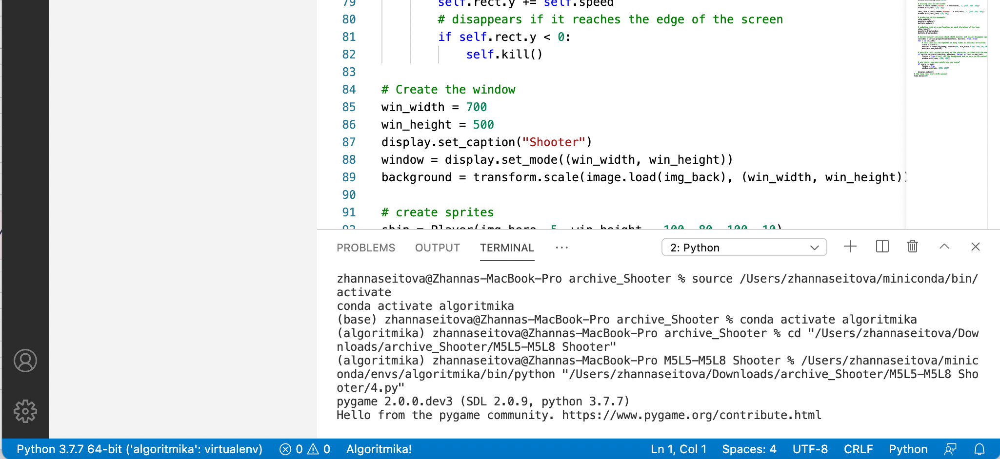 79 self.rect.y += self.speed
80 # disappears if it reaches the edge of the screen
81 if self.rect.y < 0:
82 self.kill()
83
84 # Create the window
85 win_width = 700
86 win_height = 500
87 display.set_caption("Shooter")
88 window = display.set_mode((win_width, win_height))
89 background = transform.scale(image.load(img_back), (win_width, win_height))
90
91 # create sprites
92 ship = Player(img_hero, 5, win_height - 100, 80, 100, 10)
PROBLEMS OUTPUT TERMINAL ··· 2: Python
zhannaseitova@Zhannas-MacBook-Pro archive_Shooter % source /Users/zhannaseitova/miniconda/bin/
activate
conda activate algoritmika
(base) zhannaseitova@Zhannas-MacBook-Pro archive_Shooter % conda activate algoritmika
(algoritmika) zhannaseitova@Zhannas-MacBook-Pro archive_Shooter % cd "/Users/zhannaseitova/Dow
nloads/archive_Shooter/M5L5-M5L8 Shooter"
(algoritmika) zhannaseitova@Zhannas-MacBook-Pro M5L5-M5L8 Shooter % /Users/zhannaseitova/minic
onda/envs/algoritmika/bin/python "/Users/zhannaseitova/Downloads/archive_Shooter/M5L5-M5L8 Sho
oter/4.py"
pygame 2.0.0.dev3 (SDL 2.0.9, python 3.7.7)
Hello from the pygame community. https://www.pygame.org/contribute.html
Python 3.7.7 64-bit ('algoritmika': virtualenv) 0 0 Algoritmika! Ln 1, Col 1 Spaces: 4 UTF-8 CRLF Python